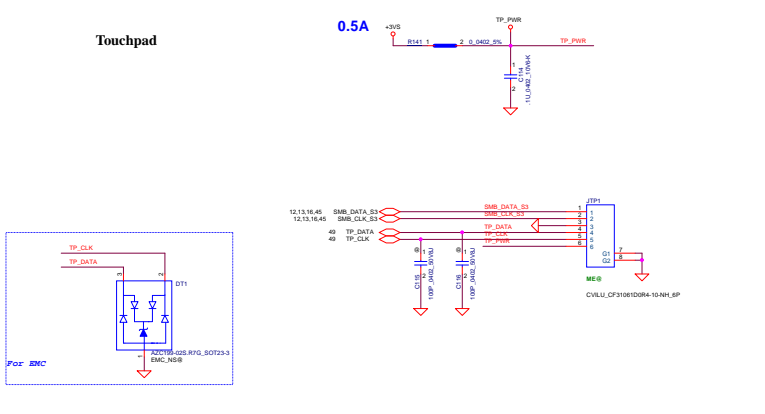 Touchpad
0.5A
+3VS
TP_PWR
R141 1 2 0_0402_5% TP_PWR
1
C114
.1U_0402_10V6-K
2
JTP1
12,13,16,45 SMB_DATA_S3 SMB_DATA_S3 1 1
12,13,16,45 SMB_CLK_S3 SMB_CLK_S3 2 2
3 3
49 TP_DATA TP_DATA 4 4
49 TP_CLK TP_CLK 5 5
TP_PWR 6 6
G1 7
G2 8
@ 1 @ 1
C115 2 C116 2
100P_0402_50V8J 100P_0402_50V8J
ME@
CVILU_CF31061D0R4-10-NH_6P
TP_CLK
TP_DATA
3 2
DT1
1
AZC199-02S.R7G_SOT23-3
EMC_NS@
For EMC